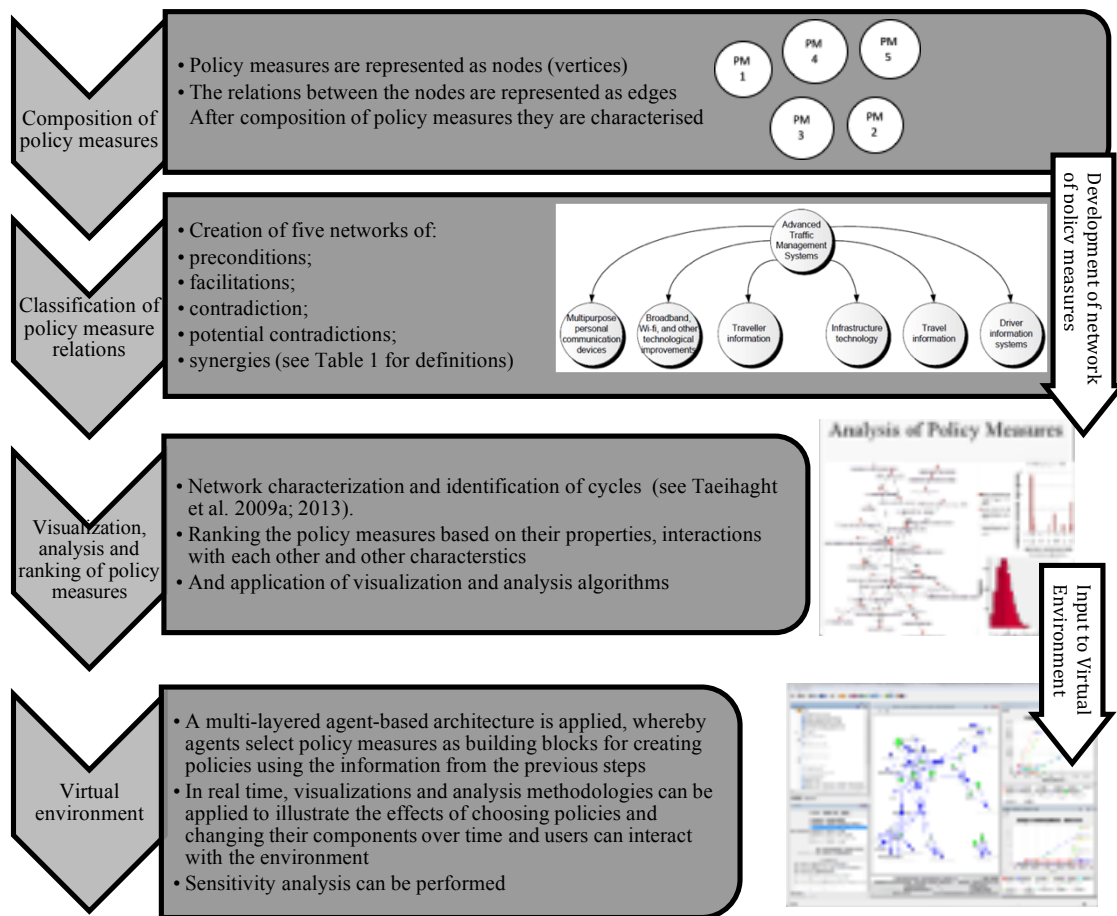 Composition of
policy measures
• Policy measures are represented as nodes (vertices)
• The relations between the nodes are represented as edges
After composition of policy measures they are characterised
PM
1
PM
4
PM
5
PM
3
PM
2
Development of network
of policy measures
Classification of
policy measure
relations
• Creation of five networks of:
• preconditions;
• facilitations;
• contradiction;
• potential contradictions;
• synergies (see Table 1 for definitions)
Advanced
Traffic
Management
Systems
Multipurpose
personal
communication
devices
Broadband,
Wi-fi, and other
technological
improvements
Traveller
information
Infrastructure
technology
Travel
information
Driver
information
systems
Visualization,
analysis and
ranking of policy
measures
• Network characterization and identification of cycles (see Taeihaght
et al. 2009a; 2013).
• Ranking the policy measures based on their properties, interactions
with each other and other characterstics
• And application of visualization and analysis algorithms
Analysis of Policy Measures
Input to Virtual
Environment
Virtual
environment
• A multi-layered agent-based architecture is applied, whereby
agents select policy measures as building blocks for creating
policies using the information from the previous steps
• In real time, visualizations and analysis methodologies can be
applied to illustrate the effects of choosing policies and
changing their components over time and users can interact
with the environment
• Sensitivity analysis can be performed